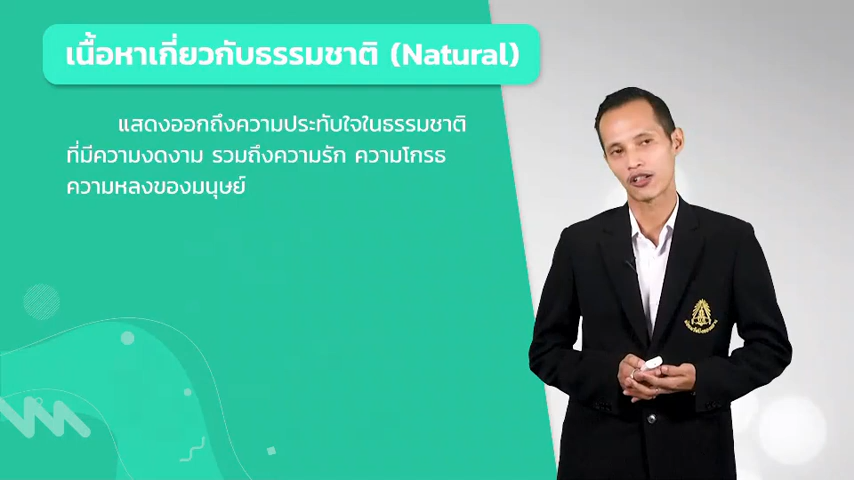 เนื้อหาเกี่ยวกับธรรมชาติ (Natural)
แสดงออกถึงความประทับใจในธรรมชาติ
ที่มีความงดงาม รวมถึงความรัก ความโกรธ
ความหลงของมนุษย์